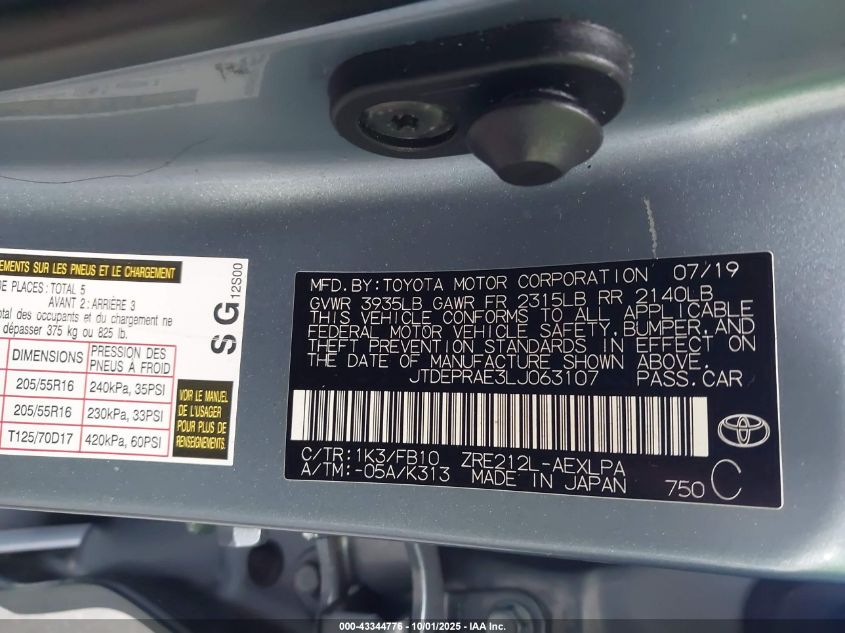 EMENTS SUR LES PNEUS ET LE CHARGEMENT
E PLACES: TOTAL 5
AVANT 2: ARRIÈRE 3
tal des occupants et du chargement ne
dépasser 375 kg ou 825 lb.
DIMENSIONS PRESSION DES PNEUS À FROID
205/55R16 240kPa, 35PSI
205/55R16 230kPa, 33PSI
T125/70D17 420kPa, 60PSI
VOIR LE MANUEL
DE L'USAGER
POUR PLUS DE
RENSEIGNEMENTS.
SG 12S00
MFD. BY: TOYOTA MOTOR CORPORATION 07/19
GVWR 3935LB GAWR FR 2315LB RR 2140LB
THIS VEHICLE CONFORMS TO ALL APPLICABLE
FEDERAL MOTOR VEHICLE SAFETY, BUMPER, AND
THEFT PREVENTION STANDARDS IN EFFECT ON
THE DATE OF MANUFACTURE SHOWN ABOVE.
JTDEPRAE3LJ063107 PASS. CAR
C/TR: 1K3/FB10 ZRE212L-AEXLPA
A/TM: -05A/K313 MADE IN JAPAN 750 C
000-43344776 - 10/01/2025 - IAA Inc.